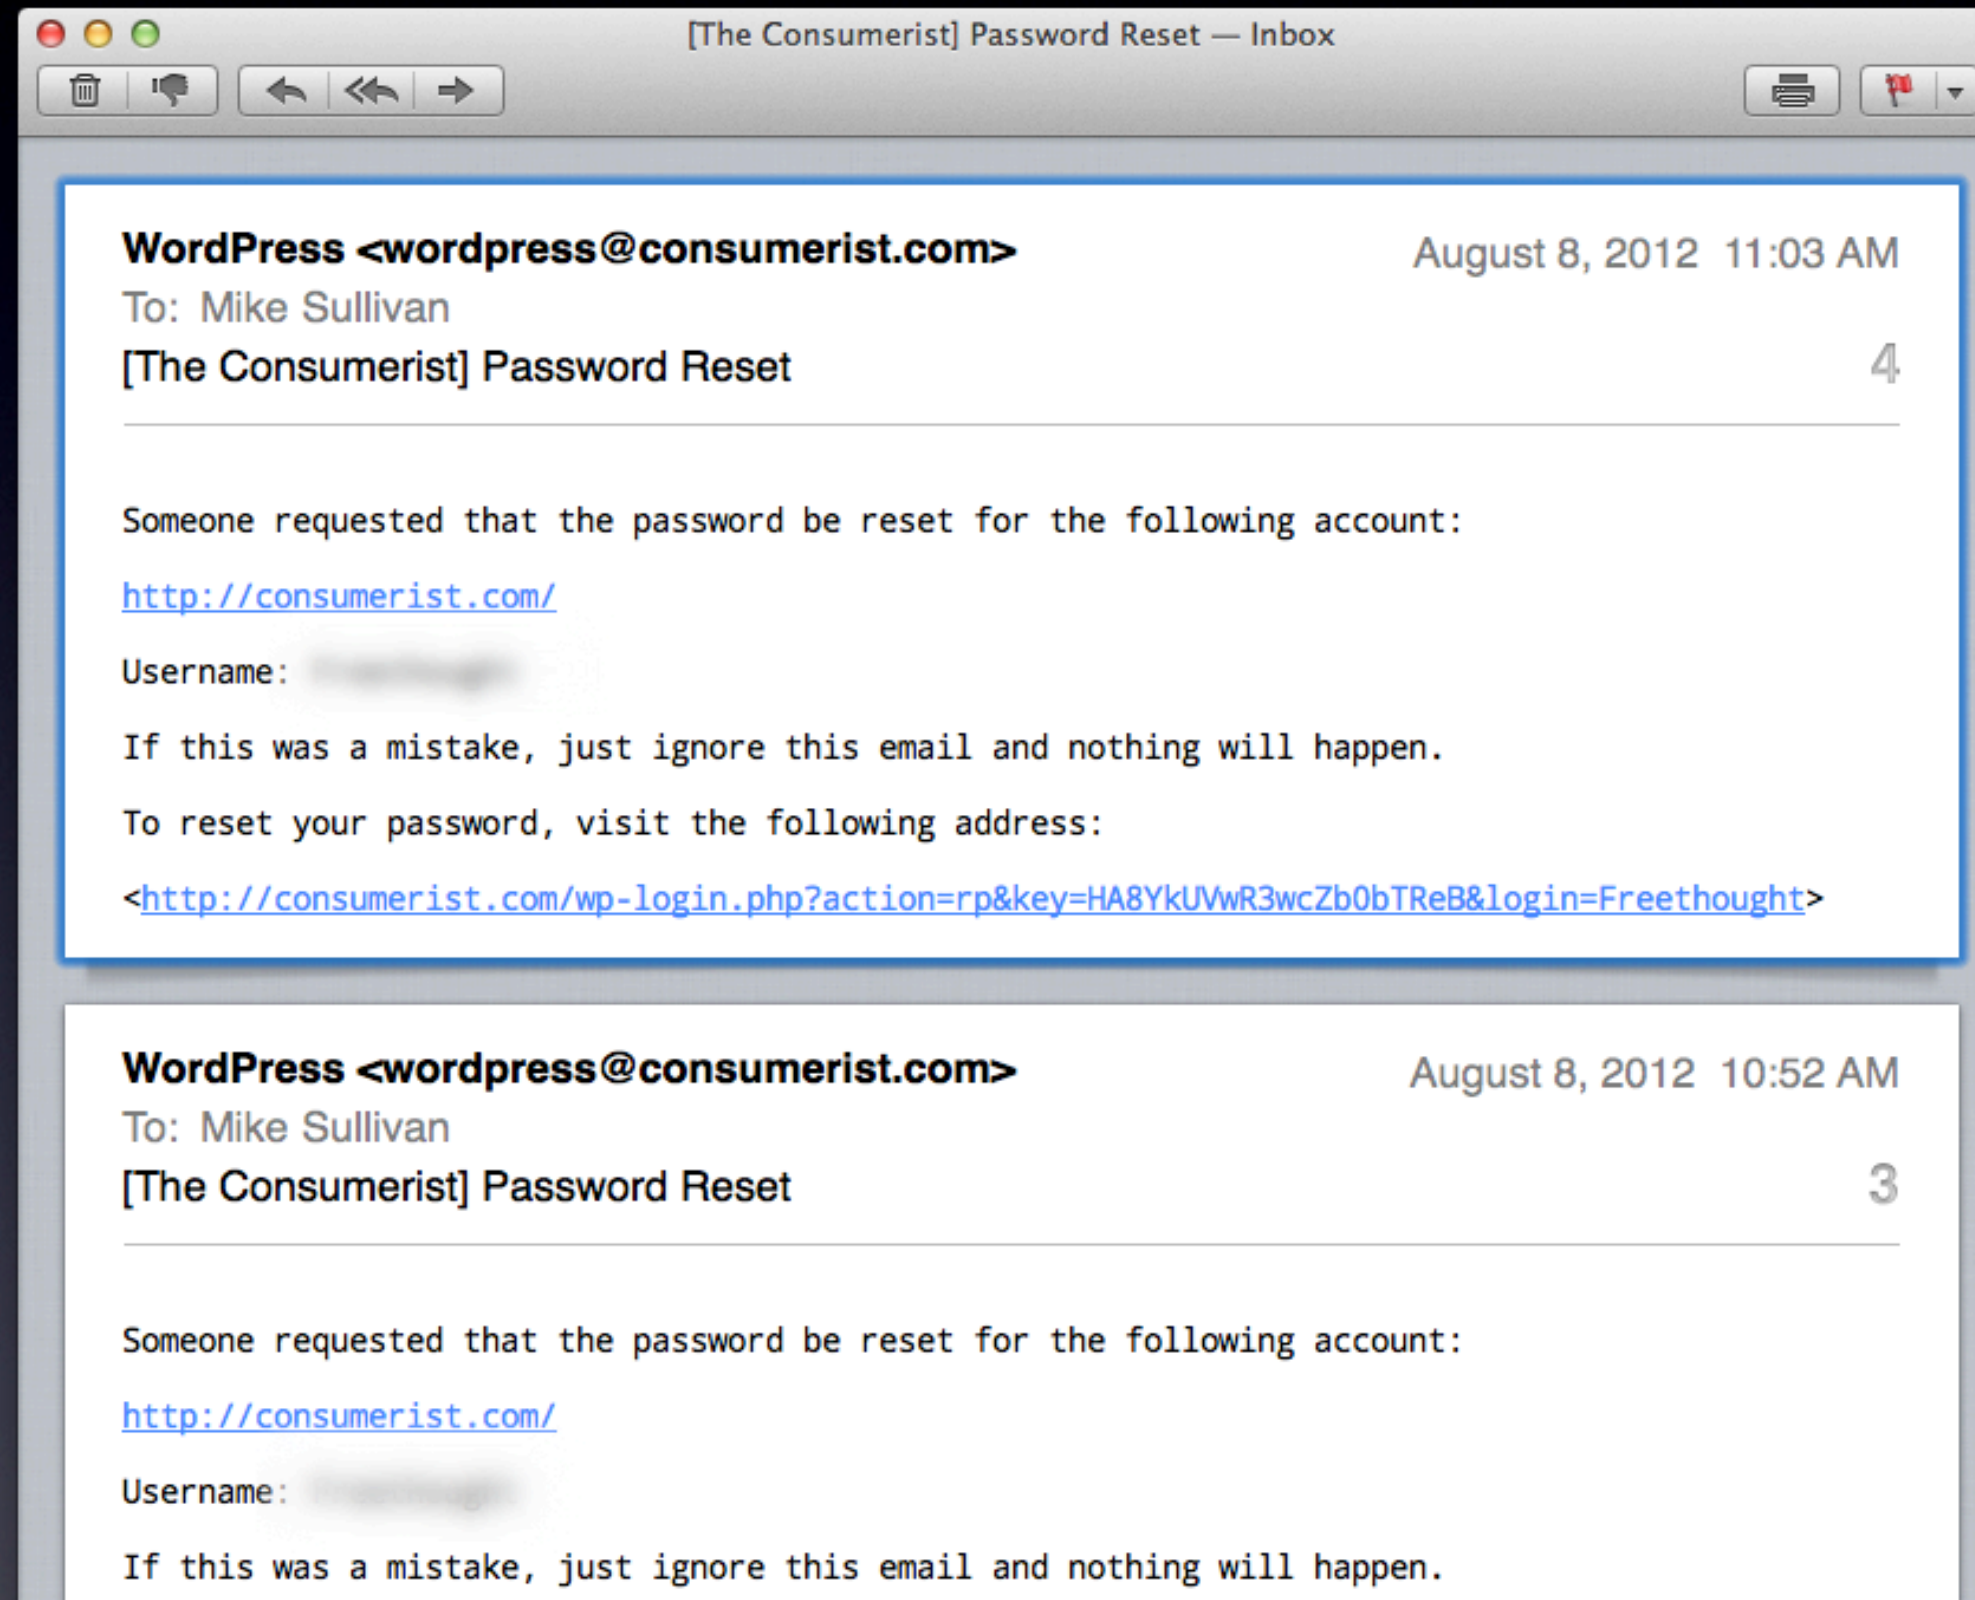 [The Consumerist] Password Reset — Inbox
WordPress <wordpress@consumerist.com>
August 8, 2012 11:03 AM
To: Mike Sullivan
[The Consumerist] Password Reset
4
Someone requested that the password be reset for the following account:
http://consumerist.com/
Username:
If this was a mistake, just ignore this email and nothing will happen.
To reset your password, visit the following address:
<http://consumerist.com/wp-login.php?action=rp&key=HA8YkUVwR3wcZb0bTReB&login=Freethought>
WordPress <wordpress@consumerist.com>
August 8, 2012 10:52 AM
To: Mike Sullivan
[The Consumerist] Password Reset
3
Someone requested that the password be reset for the following account:
http://consumerist.com/
Username:
If this was a mistake, just ignore this email and nothing will happen.